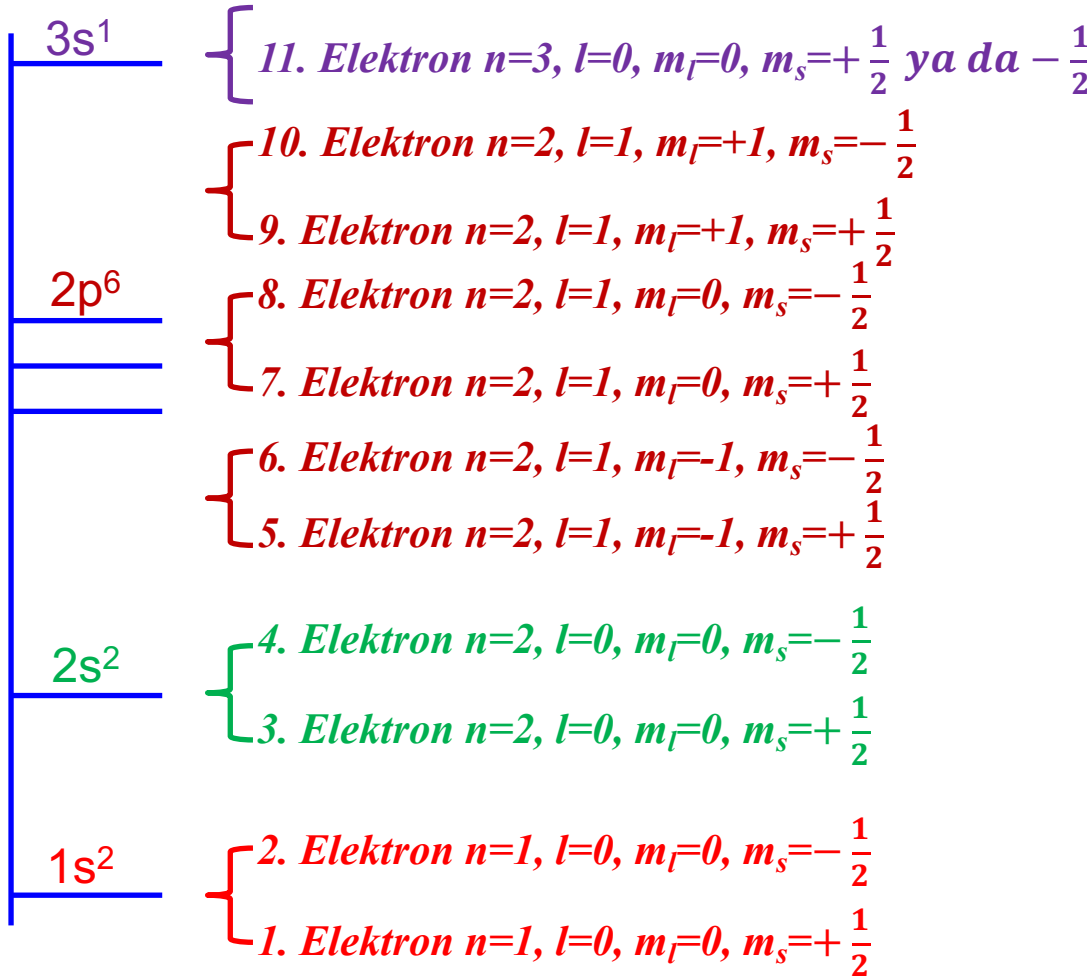 3s¹
11. Elektron n=3, l=0, mₗ=0, mₛ=+ 1/2 ya da − 1/2
10. Elektron n=2, l=1, mₗ=+1, mₛ=− 1/2
9. Elektron n=2, l=1, mₗ=+1, mₛ=+ 1/2
2p⁶
8. Elektron n=2, l=1, mₗ=0, mₛ=− 1/2
7. Elektron n=2, l=1, mₗ=0, mₛ=+ 1/2
6. Elektron n=2, l=1, mₗ=-1, mₛ=− 1/2
5. Elektron n=2, l=1, mₗ=-1, mₛ=+ 1/2
2s²
4. Elektron n=2, l=0, mₗ=0, mₛ=− 1/2
3. Elektron n=2, l=0, mₗ=0, mₛ=+ 1/2
1s²
2. Elektron n=1, l=0, mₗ=0, mₛ=− 1/2
1. Elektron n=1, l=0, mₗ=0, mₛ=+ 1/2